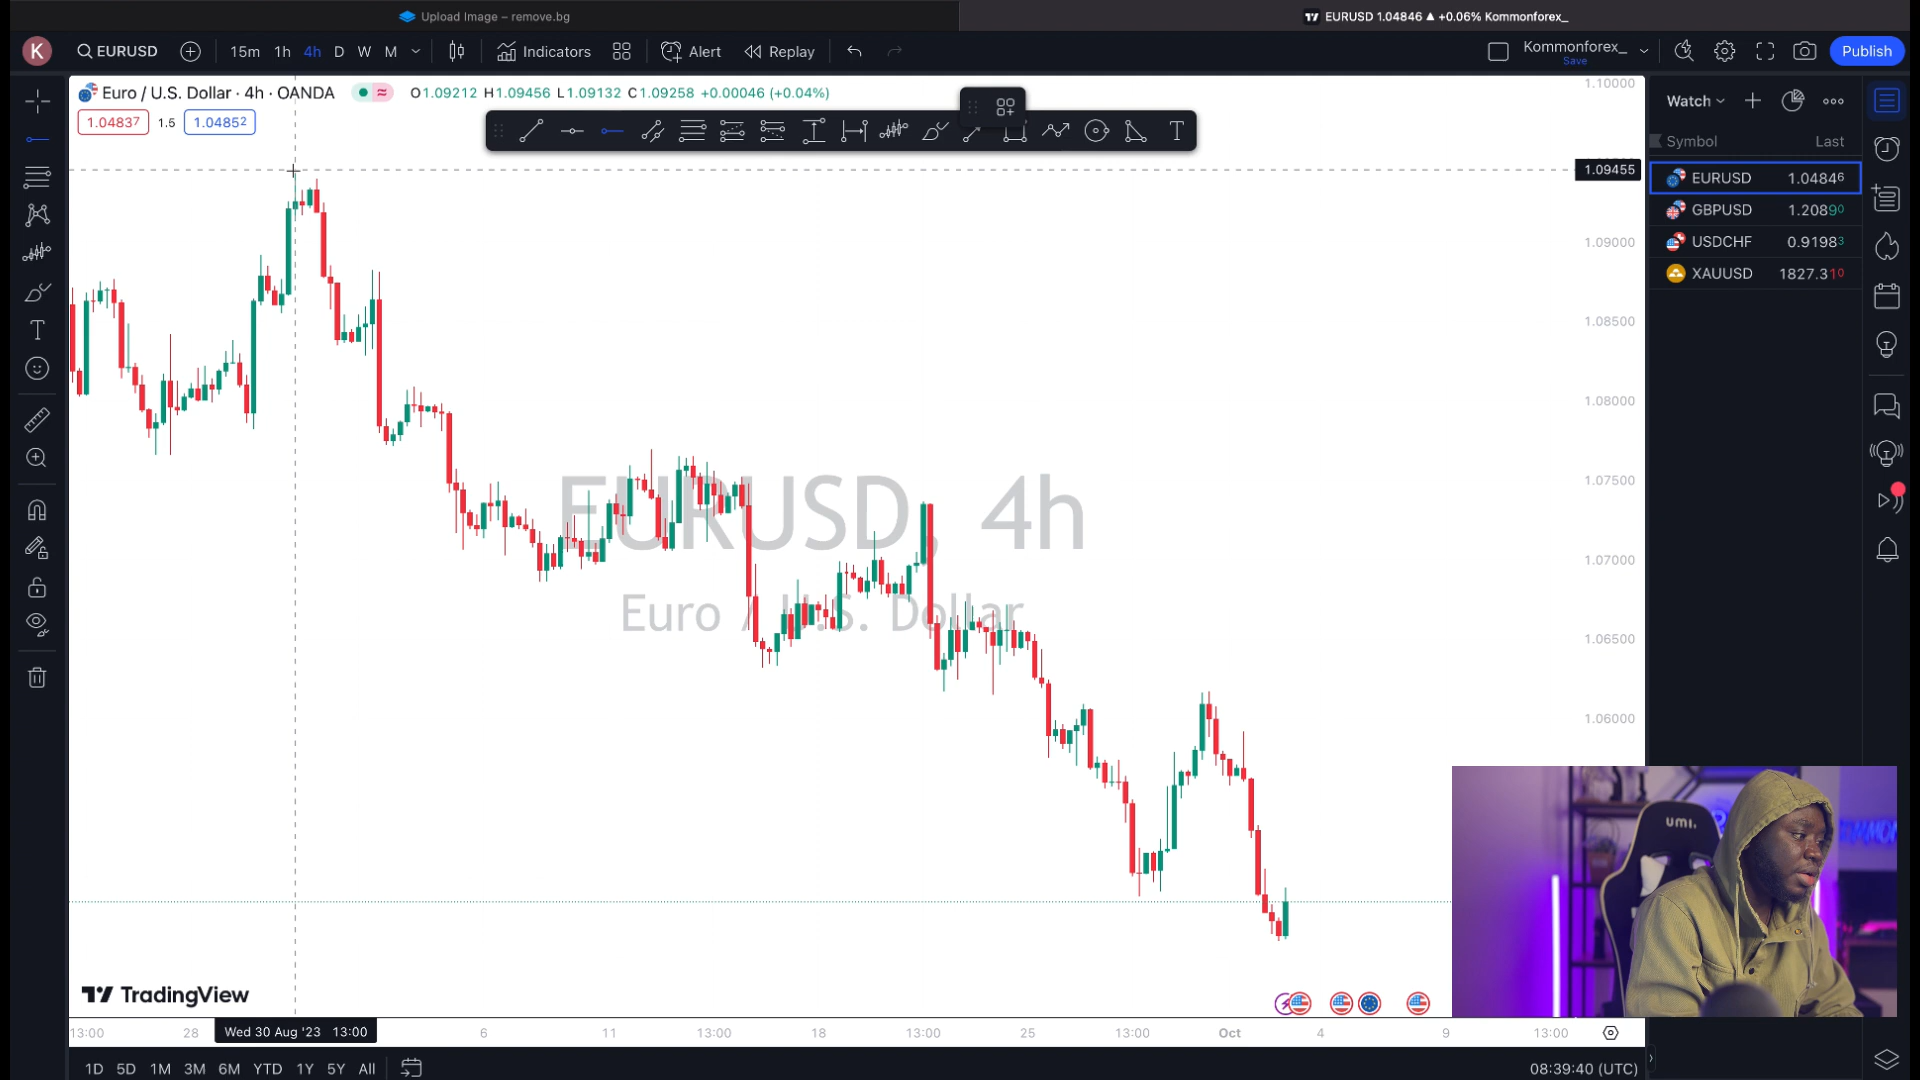 Upload Image – remove.bg
EURUSD 1.04846 ▲ +0.06% Kommonforex_
K
EURUSD
15m 1h 4h D W M
Indicators
Alert
Replay
Kommonforex_
Save
Publish
Euro / U.S. Dollar · 4h · OANDA
O1.09212 H1.09456 L1.09132 C1.09258 +0.00046 (+0.04%)
1.04837 1.5 1.04852
T
Watch
Symbol Last
EURUSD 1.04846
GBPUSD 1.20890
USDCHF 0.91983
XAUUSD 1827.310
1.10000
1.09455
1.09000
1.08500
1.08000
1.07500
1.07000
1.06500
1.06000
EURUSD, 4h
Euro / U.S. Dollar
umi.
TradingView
13:00 28 Wed 30 Aug '23 13:00 6 11 13:00 18 13:00 25 13:00 Oct 4 9 13:00
1D 5D 1M 3M 6M YTD 1Y 5Y All
08:39:40 (UTC)